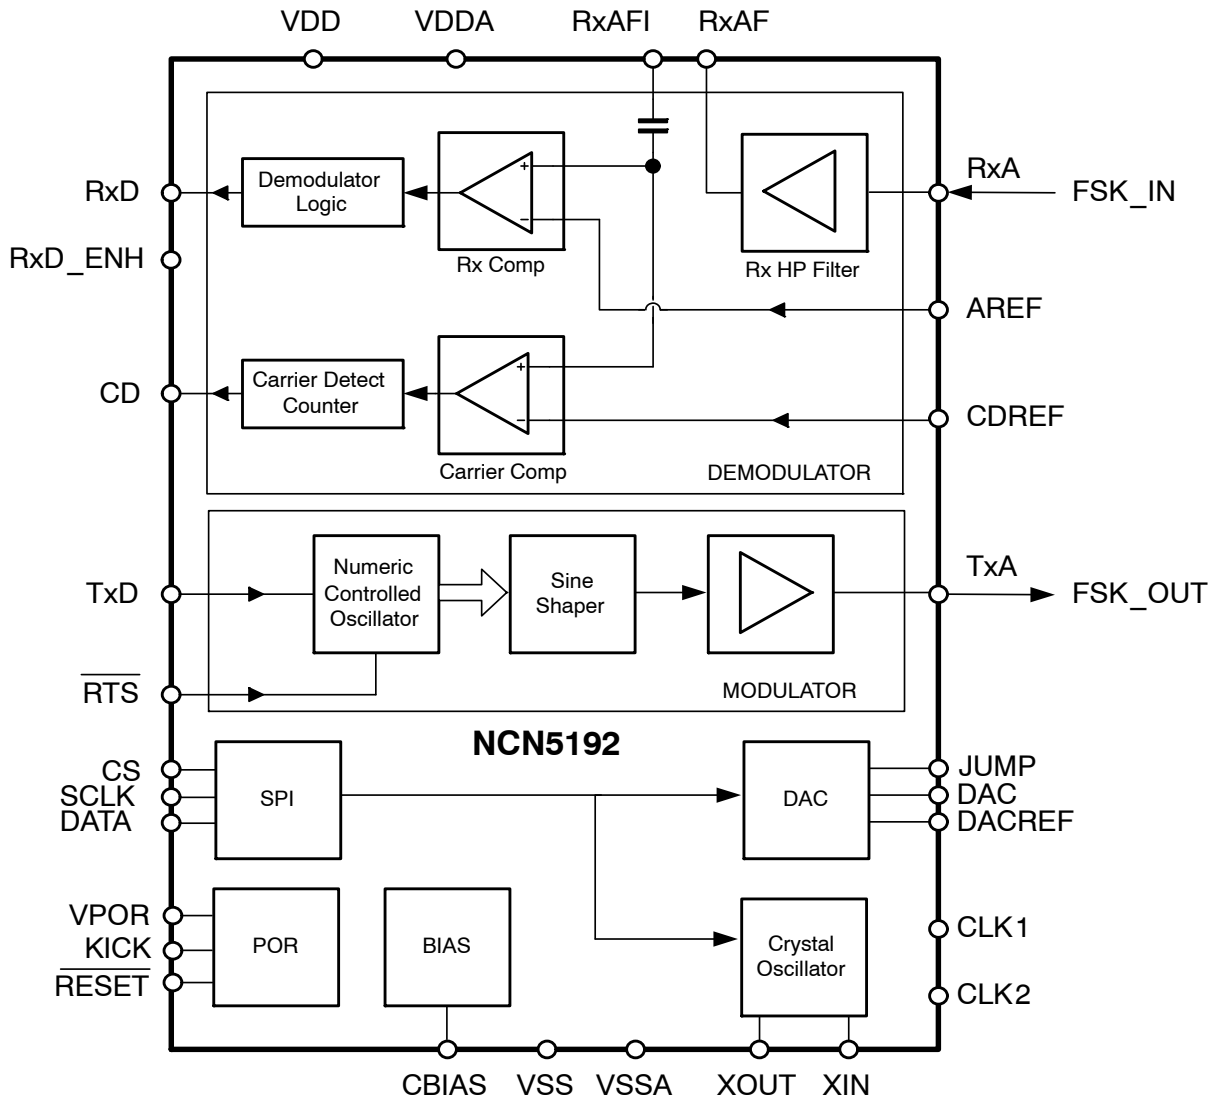 VDD
VDDA
RxAFI
RxAF
RxD
Demodulator
Logic
+
−
Rx Comp
Rx HP Filter
RxA
FSK_IN
RxD_ENH
AREF
CD
Carrier Detect
Counter
+
−
Carrier Comp
CDREF
DEMODULATOR
TxD
Numeric
Controlled
Oscillator
Sine
Shaper
TxA
FSK_OUT
RTS
MODULATOR
NCN5192
CS
SCLK
DATA
SPI
DAC
JUMP
DAC
DACREF
VPOR
KICK
RESET
POR
BIAS
Crystal
Oscillator
CLK1
CLK2
CBIAS
VSS
VSSA
XOUT
XIN